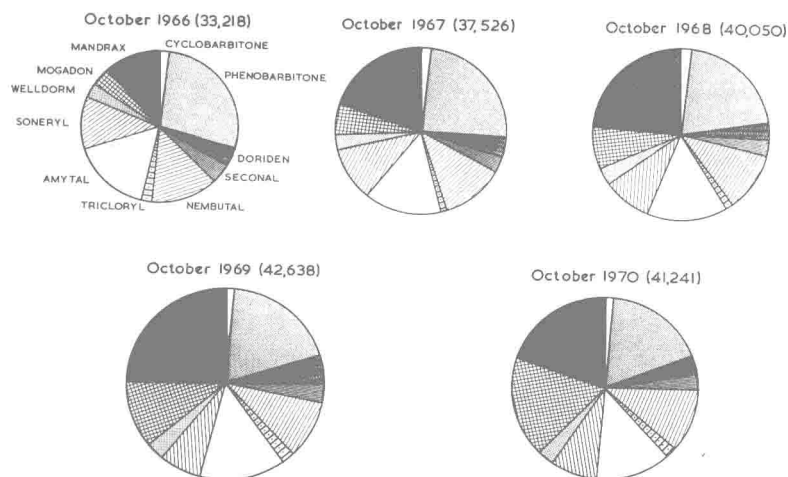 October 1966 (33,218)
October 1967 (37,526)
October 1968 (40,050)
MANDRAX
CYCLOBARBITONE
MOGADON
PHENOBARBITONE
WELLDORM
SONERYL
DORIDEN
SECONAL
AMYTAL
TRICLORYL
NEMBUTAL
October 1969 (42,638)
October 1970 (41,241)